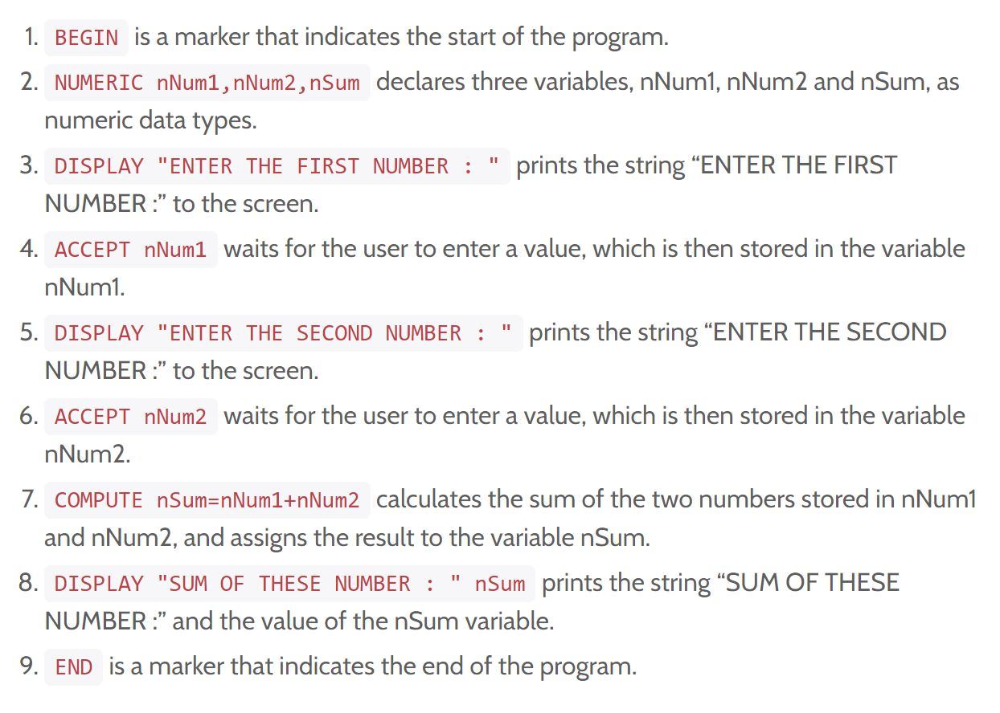 1. BEGIN is a marker that indicates the start of the program.
2. NUMERIC nNum1,nNum2,nSum declares three variables, nNum1, nNum2 and nSum, as
numeric data types.
3. DISPLAY "ENTER THE FIRST NUMBER : " prints the string “ENTER THE FIRST
NUMBER :” to the screen.
4. ACCEPT nNum1 waits for the user to enter a value, which is then stored in the variable
nNum1.
5. DISPLAY "ENTER THE SECOND NUMBER : " prints the string “ENTER THE SECOND
NUMBER :” to the screen.
6. ACCEPT nNum2 waits for the user to enter a value, which is then stored in the variable
nNum2.
7. COMPUTE nSum=nNum1+nNum2 calculates the sum of the two numbers stored in nNum1
and nNum2, and assigns the result to the variable nSum.
8. DISPLAY "SUM OF THESE NUMBER : " nSum prints the string “SUM OF THESE
NUMBER :” and the value of the nSum variable.
9. END is a marker that indicates the end of the program.